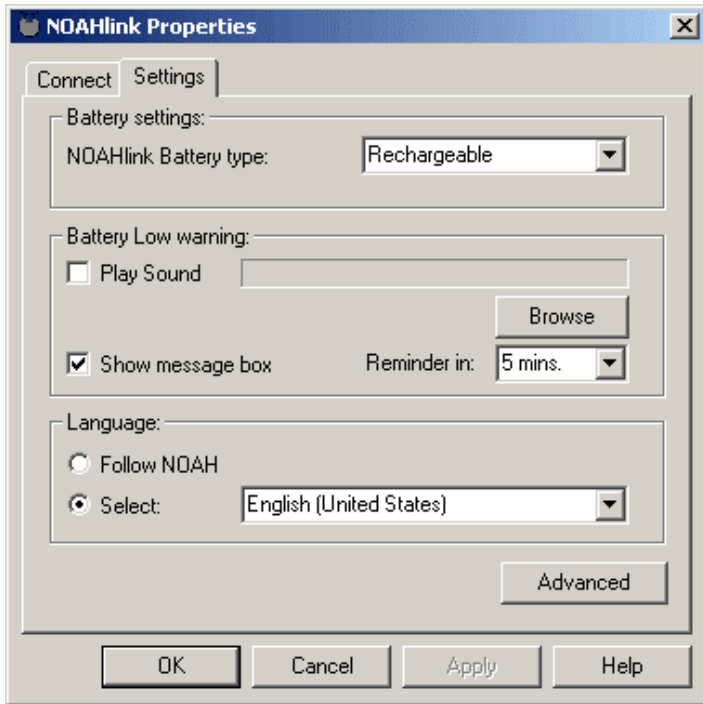 NOAHlink Properties
Connect Settings
Battery settings:
NOAHlink Battery type: Rechargeable
Battery Low warning:
Play Sound
Browse
Show message box Reminder in: 5 mins.
Language:
Follow NOAH
Select: English (United States)
Advanced
OK Cancel Apply Help